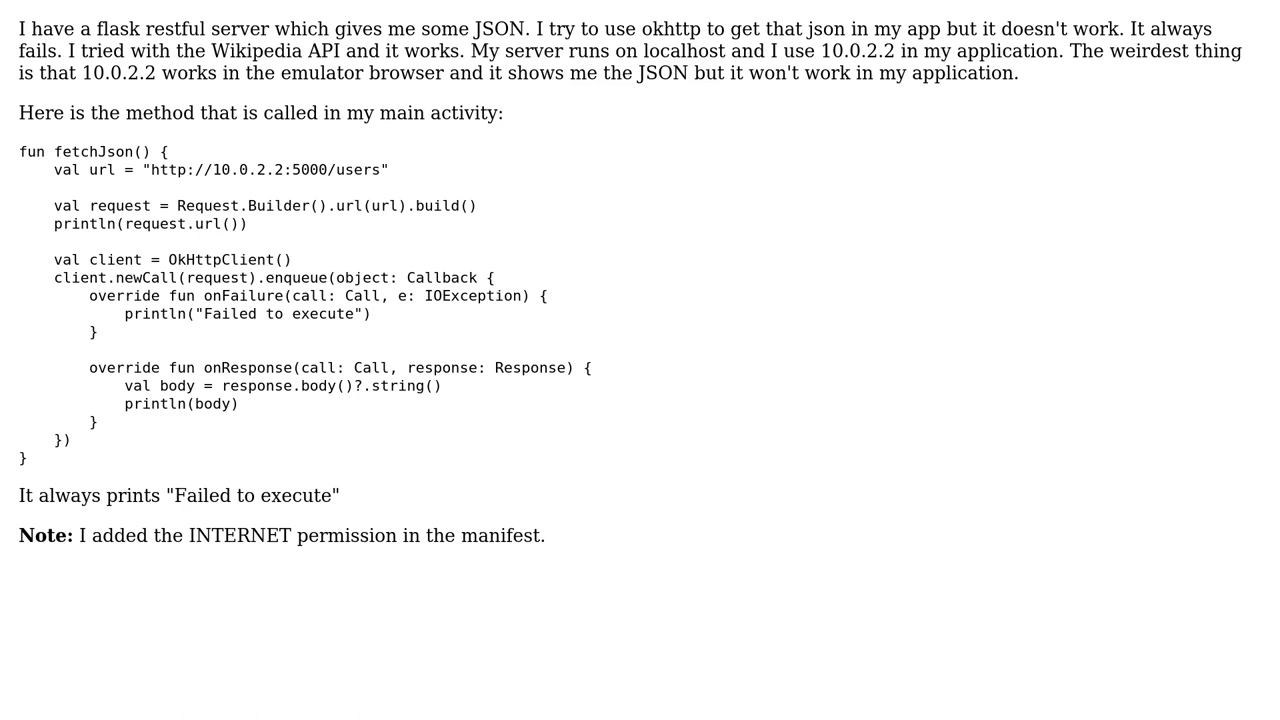 I have a flask restful server which gives me some JSON. I try to use okhttp to get that json in my app but it doesn't work. It always
fails. I tried with the Wikipedia API and it works. My server runs on localhost and I use 10.0.2.2 in my application. The weirdest thing
is that 10.0.2.2 works in the emulator browser and it shows me the JSON but it won't work in my application.
Here is the method that is called in my main activity:
fun fetchJson() {
    val url = "http://10.0.2.2:5000/users"
    val request = Request.Builder().url(url).build()
    println(request.url())
    val client = OkHttpClient()
    client.newCall(request).enqueue(object: Callback {
        override fun onFailure(call: Call, e: IOException) {
            println("Failed to execute")
        }
        override fun onResponse(call: Call, response: Response) {
            val body = response.body()?.string()
            println(body)
        }
    })
}
It always prints "Failed to execute"
Note: I added the INTERNET permission in the manifest.